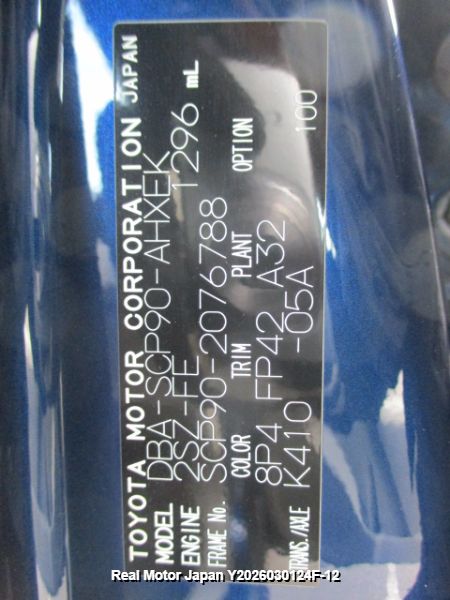 TOYOTA MOTOR CORPORATION JAPAN
MODEL DBA-SCP90-AHXEK
ENGINE 2SZ-FE 1296 mL
FRAME No. SCP90-2076788
COLOR TRIM PLANT OPTION
8P4 FP42 A32 100
TRANS./AXLE K410 -05A
Real Motor Japan Y2026030124F-12